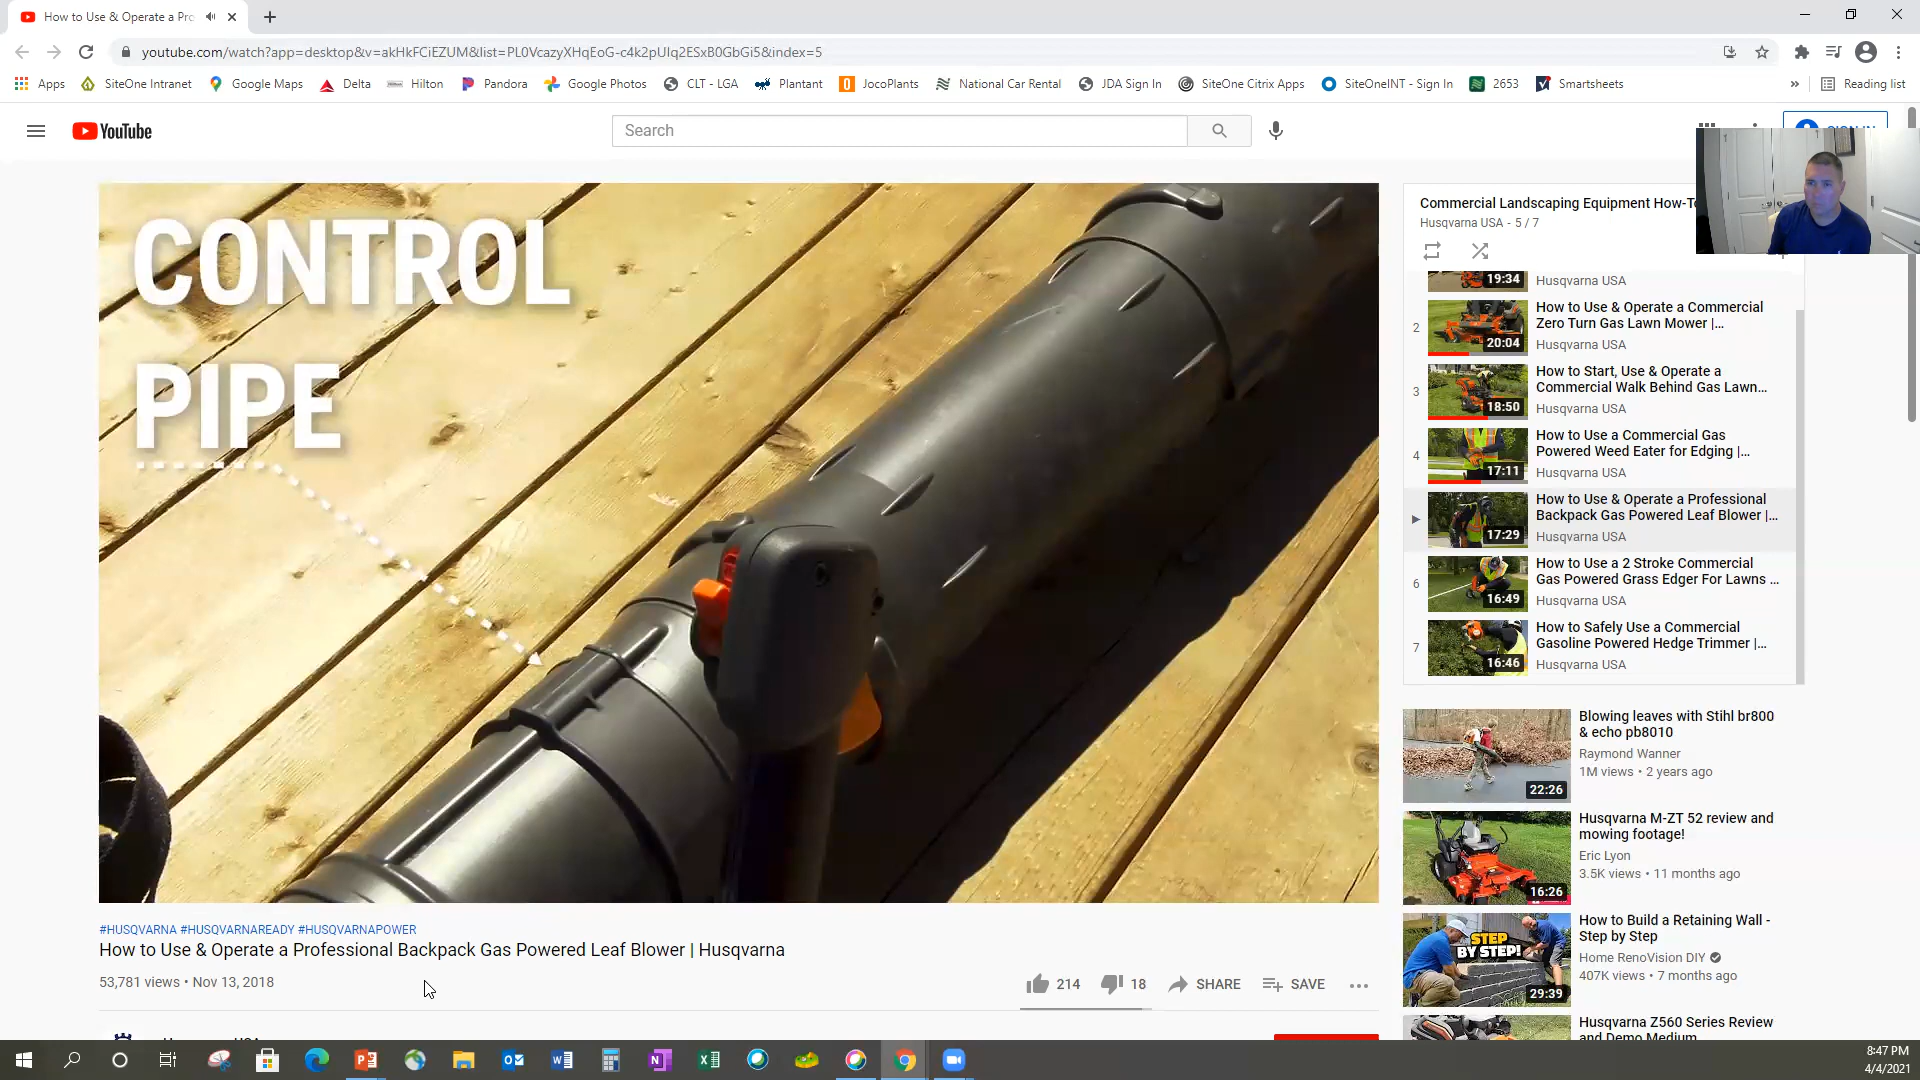 How to Use & Operate a Pro
youtube.com/watch?app=desktop&v=akHkFCiEZUM&list=PL0VcazyXHqEoG-c4k2pUlq2ESxB0GbGi5&index=5
Apps SiteOne Intranet Google Maps Delta Hilton Pandora Google Photos CLT - LGA Plantant JocoPlants National Car Rental JDA Sign In SiteOne Citrix Apps SiteOneINT - Sign In 2653 Smartsheets » Reading list
YouTube
Search
CONTROL
PIPE
#HUSQVARNA #HUSQVARNAREADY #HUSQVARNAPOWER
How to Use & Operate a Professional Backpack Gas Powered Leaf Blower | Husqvarna
53,781 views • Nov 13, 2018
214 18 SHARE SAVE
Commercial Landscaping Equipment How-To
Husqvarna USA - 5 / 7
19:34
Husqvarna USA
2
How to Use & Operate a Commercial
Zero Turn Gas Lawn Mower |...
20:04
Husqvarna USA
3
How to Start, Use & Operate a
Commercial Walk Behind Gas Lawn...
18:50
Husqvarna USA
4
How to Use a Commercial Gas
Powered Weed Eater for Edging |...
17:11
Husqvarna USA
How to Use & Operate a Professional
Backpack Gas Powered Leaf Blower |...
17:29
Husqvarna USA
6
How to Use a 2 Stroke Commercial
Gas Powered Grass Edger For Lawns ...
16:49
Husqvarna USA
7
How to Safely Use a Commercial
Gasoline Powered Hedge Trimmer |...
16:46
Husqvarna USA
Blowing leaves with Stihl br800
& echo pb8010
Raymond Wanner
1M views • 2 years ago
22:26
Husqvarna M-ZT 52 review and
mowing footage!
Eric Lyon
3.5K views • 11 months ago
16:26
How to Build a Retaining Wall -
Step by Step
Home RenoVision DIY
407K views • 7 months ago
STEP
BY STEP!
29:39
Husqvarna Z560 Series Review
and Demo Medium
8:47 PM
4/4/2021